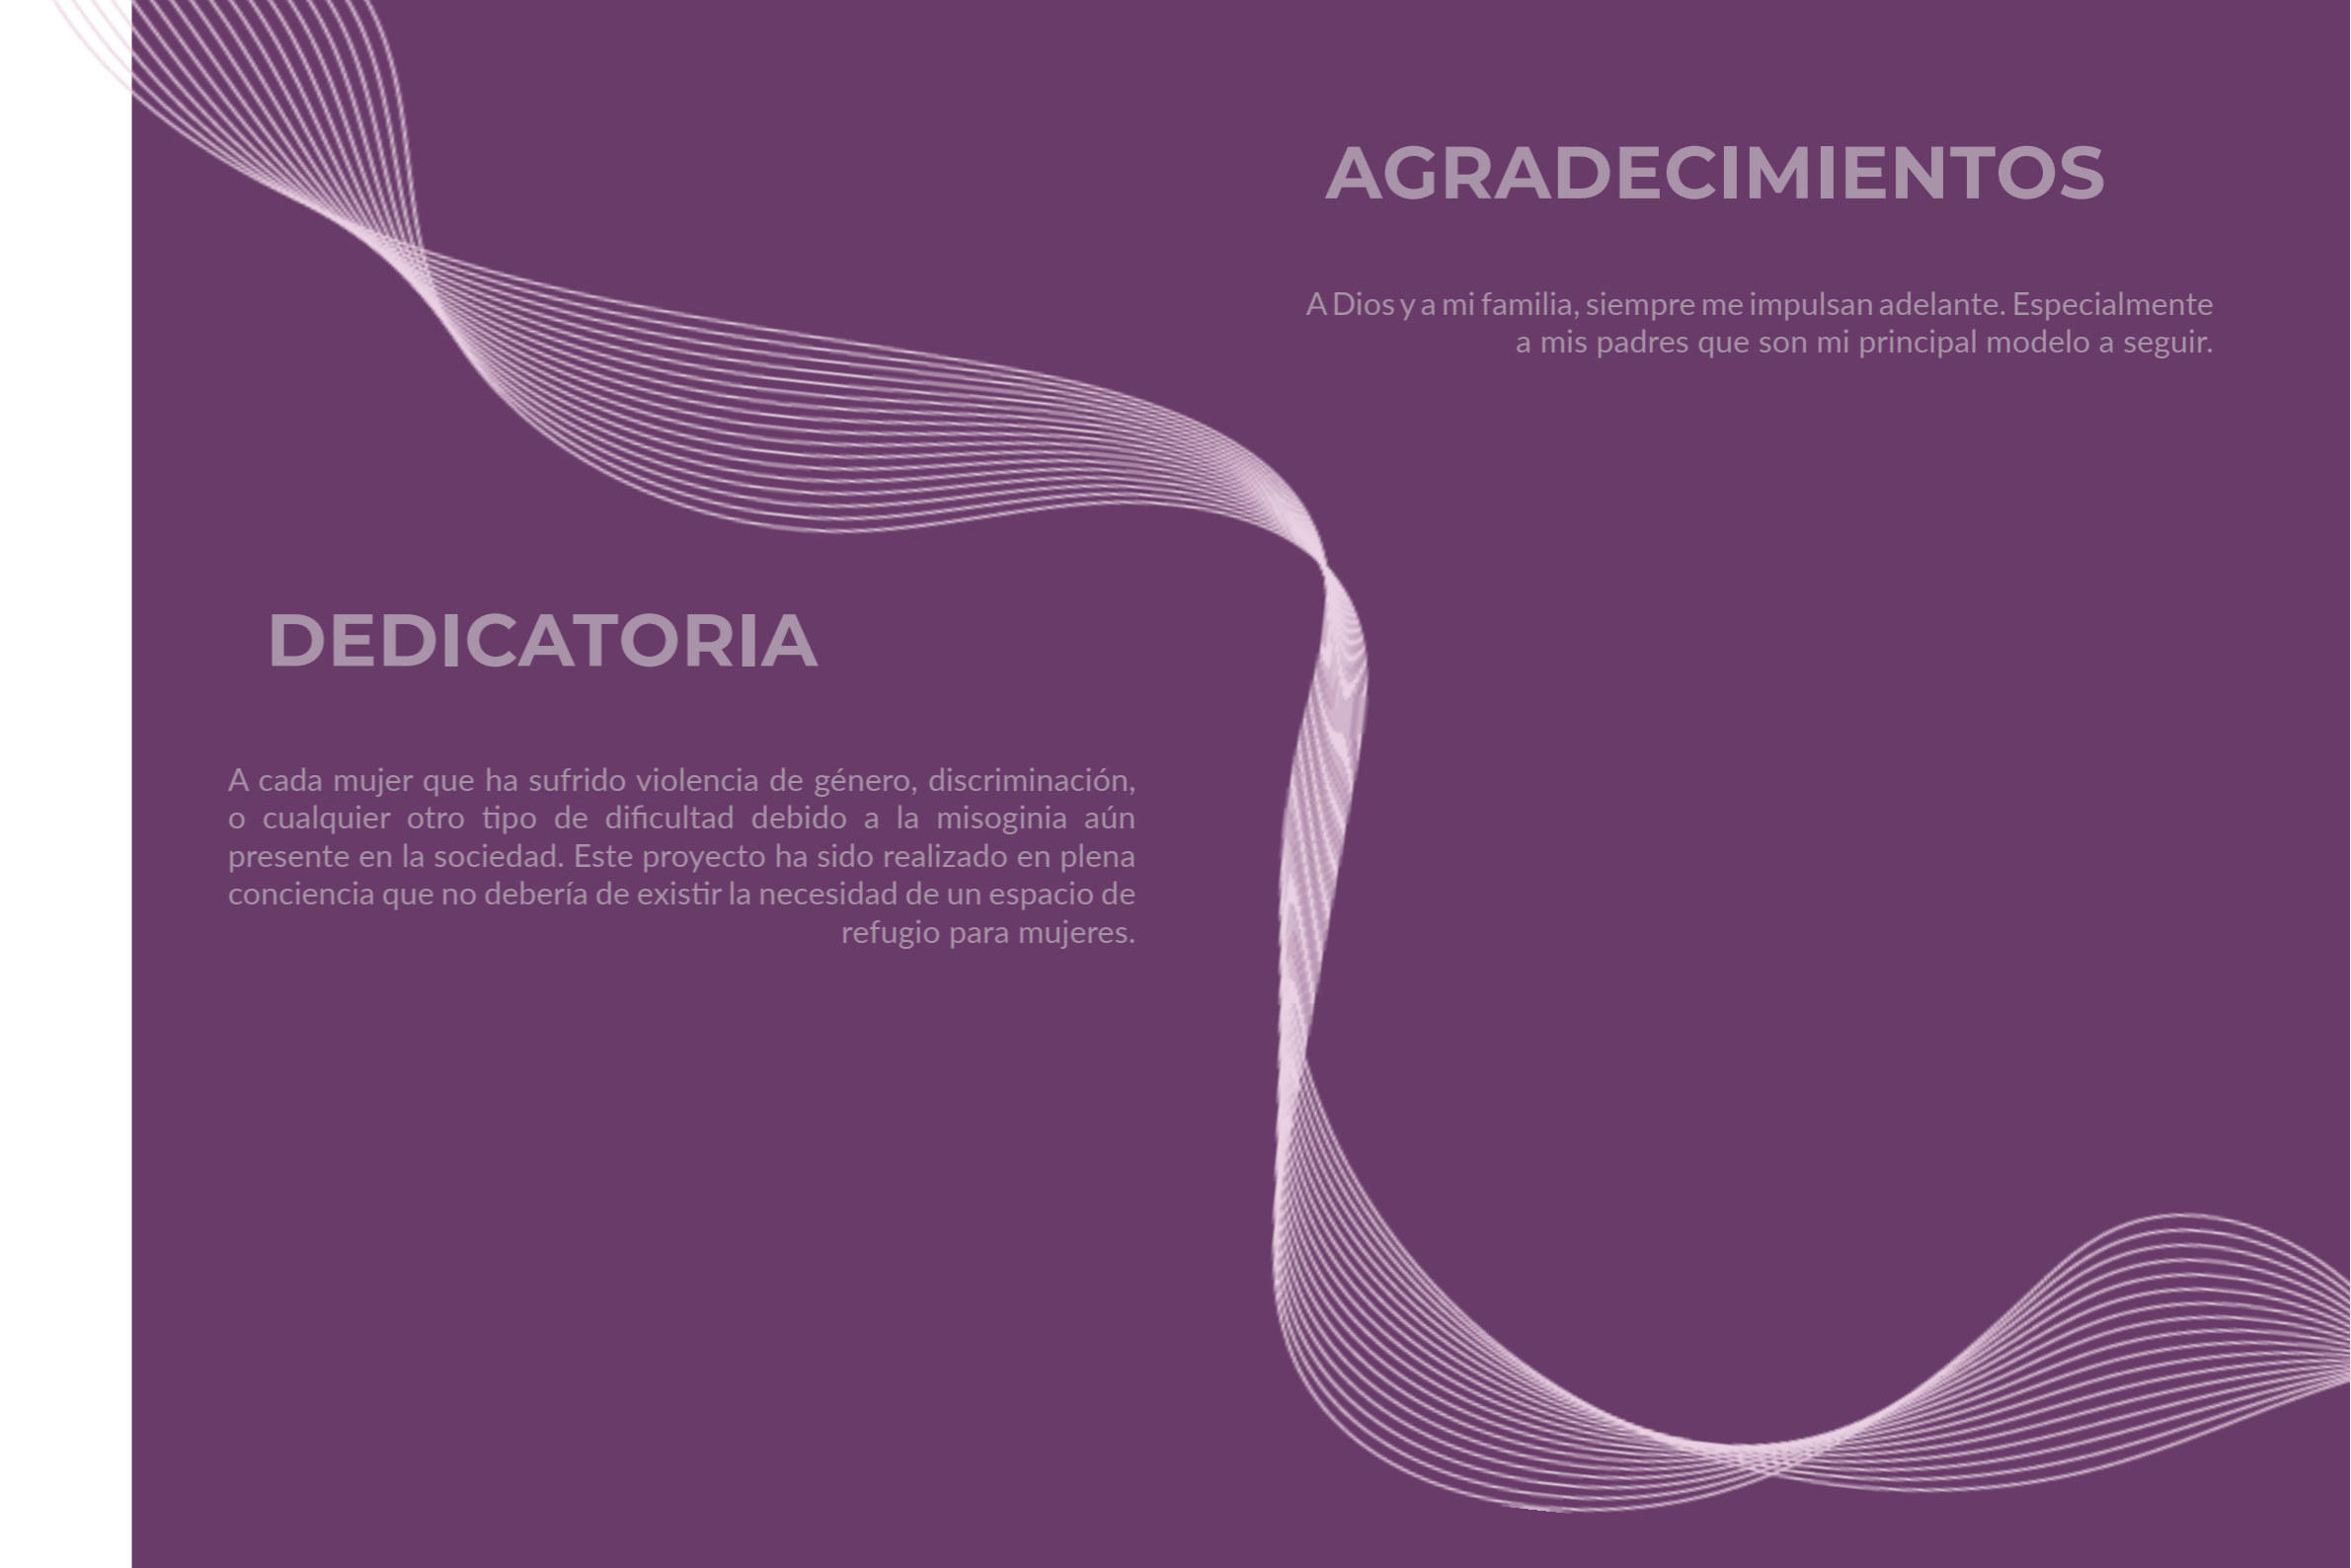 AGRADECIMIENTOS
A Dios y a mi familia, siempre me impulsan adelante. Especialmente
a mis padres que son mi principal modelo a seguir.
DEDICATORIA
A cada mujer que ha sufrido violencia de género, discriminación,
o cualquier otro tipo de dificultad debido a la misoginia aún
presente en la sociedad. Este proyecto ha sido realizado en plena
conciencia que no debería de existir la necesidad de un espacio de
refugio para mujeres.